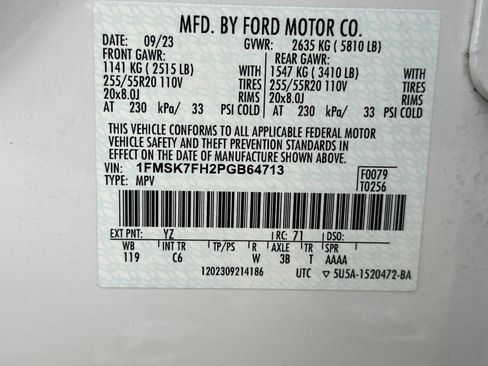 MFD. BY FORD MOTOR CO.
DATE: 09/23 GVWR: 2635 KG (5810 LB)
FRONT GAWR: REAR GAWR:
1141 KG (2515 LB) WITH 1547 KG (3410 LB) WITH
255/55R20 110V TIRES 255/55R20 110V TIRES
20x8.0J RIMS 20x8.0J RIMS
AT 230 kPa/ 33 PSI COLD AT 230 kPa/ 33 PSI COLD
THIS VEHICLE CONFORMS TO ALL APPLICABLE FEDERAL MOTOR
VEHICLE SAFETY AND THEFT PREVENTION STANDARDS IN
EFFECT ON THE DATE OF MANUFACTURE SHOWN ABOVE.
VIN: 1FMSK7FH2PGB64713 F0079
TYPE: MPV T0256
EXT PNT: YZ RC: 71 DSO:
WB INT TR TP/PS R AXLE TR SPR
119 C6 W 3B T AAAA
1202309214186 UTC ▽5U5A-1520472-BA